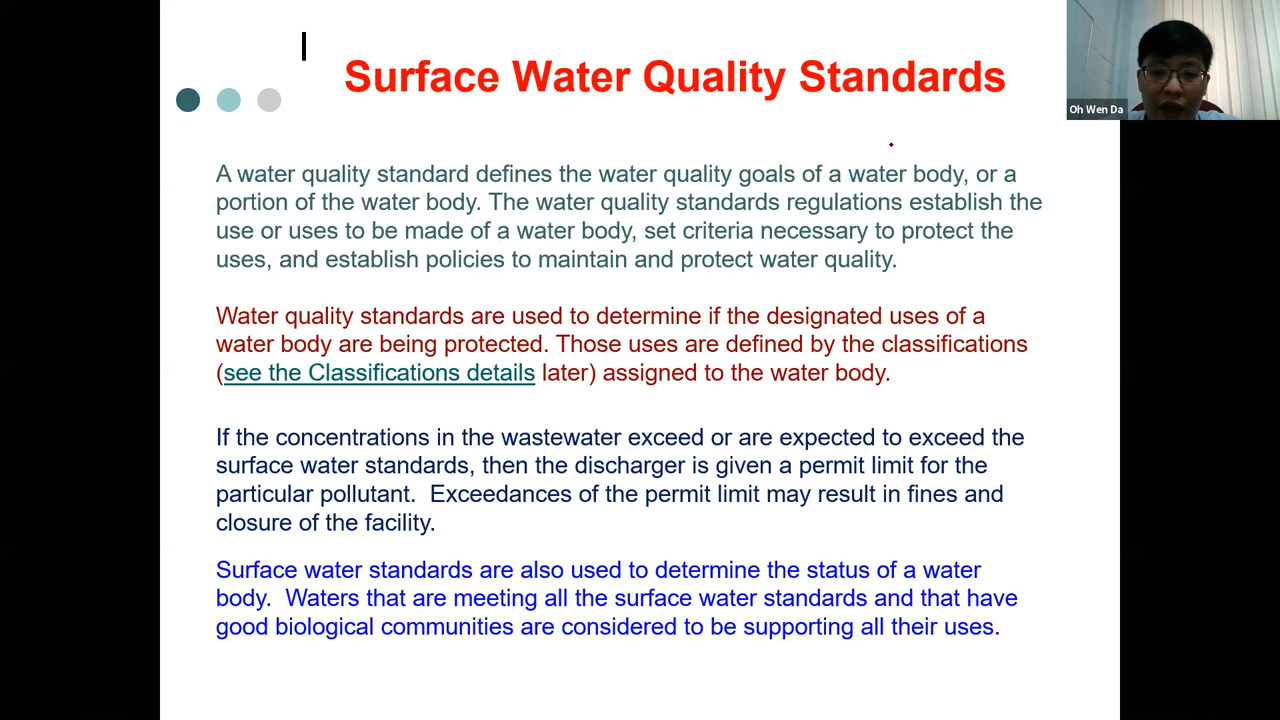 Surface Water Quality Standards
Oh Wen Da
A water quality standard defines the water quality goals of a water body, or a
portion of the water body. The water quality standards regulations establish the
use or uses to be made of a water body, set criteria necessary to protect the
uses, and establish policies to maintain and protect water quality.
Water quality standards are used to determine if the designated uses of a
water body are being protected. Those uses are defined by the classifications
(see the Classifications details later) assigned to the water body.
If the concentrations in the wastewater exceed or are expected to exceed the
surface water standards, then the discharger is given a permit limit for the
particular pollutant.  Exceedances of the permit limit may result in fines and
closure of the facility.
Surface water standards are also used to determine the status of a water
body.  Waters that are meeting all the surface water standards and that have
good biological communities are considered to be supporting all their uses.